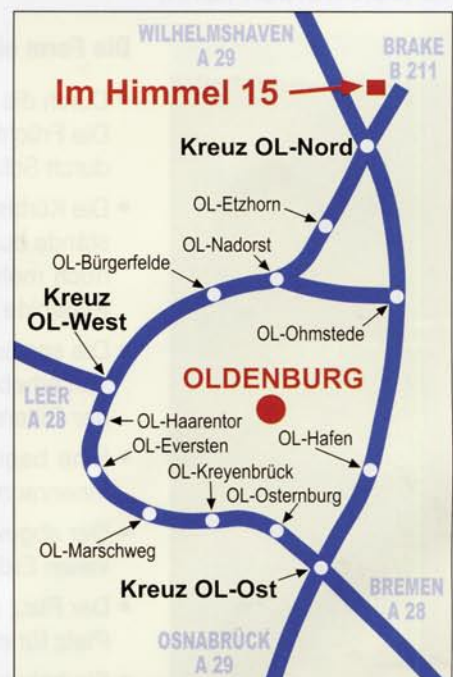 WILHELMSHAVEN
A 29
BRAKE
B 211
Im Himmel 15
Kreuz OL-Nord
OL-Etzhorn
OL-Nadorst
OL-Bürgerfelde
Kreuz
OL-West
OL-Ohmstede
LEER
A 28
OLDENBURG
OL-Haarentor
OL-Eversten
OL-Hafen
OL-Kreyenbrück
OL-Osternburg
OL-Marschweg
Kreuz OL-Ost
BREMEN
A 28
OSNABRÜCK
A 29